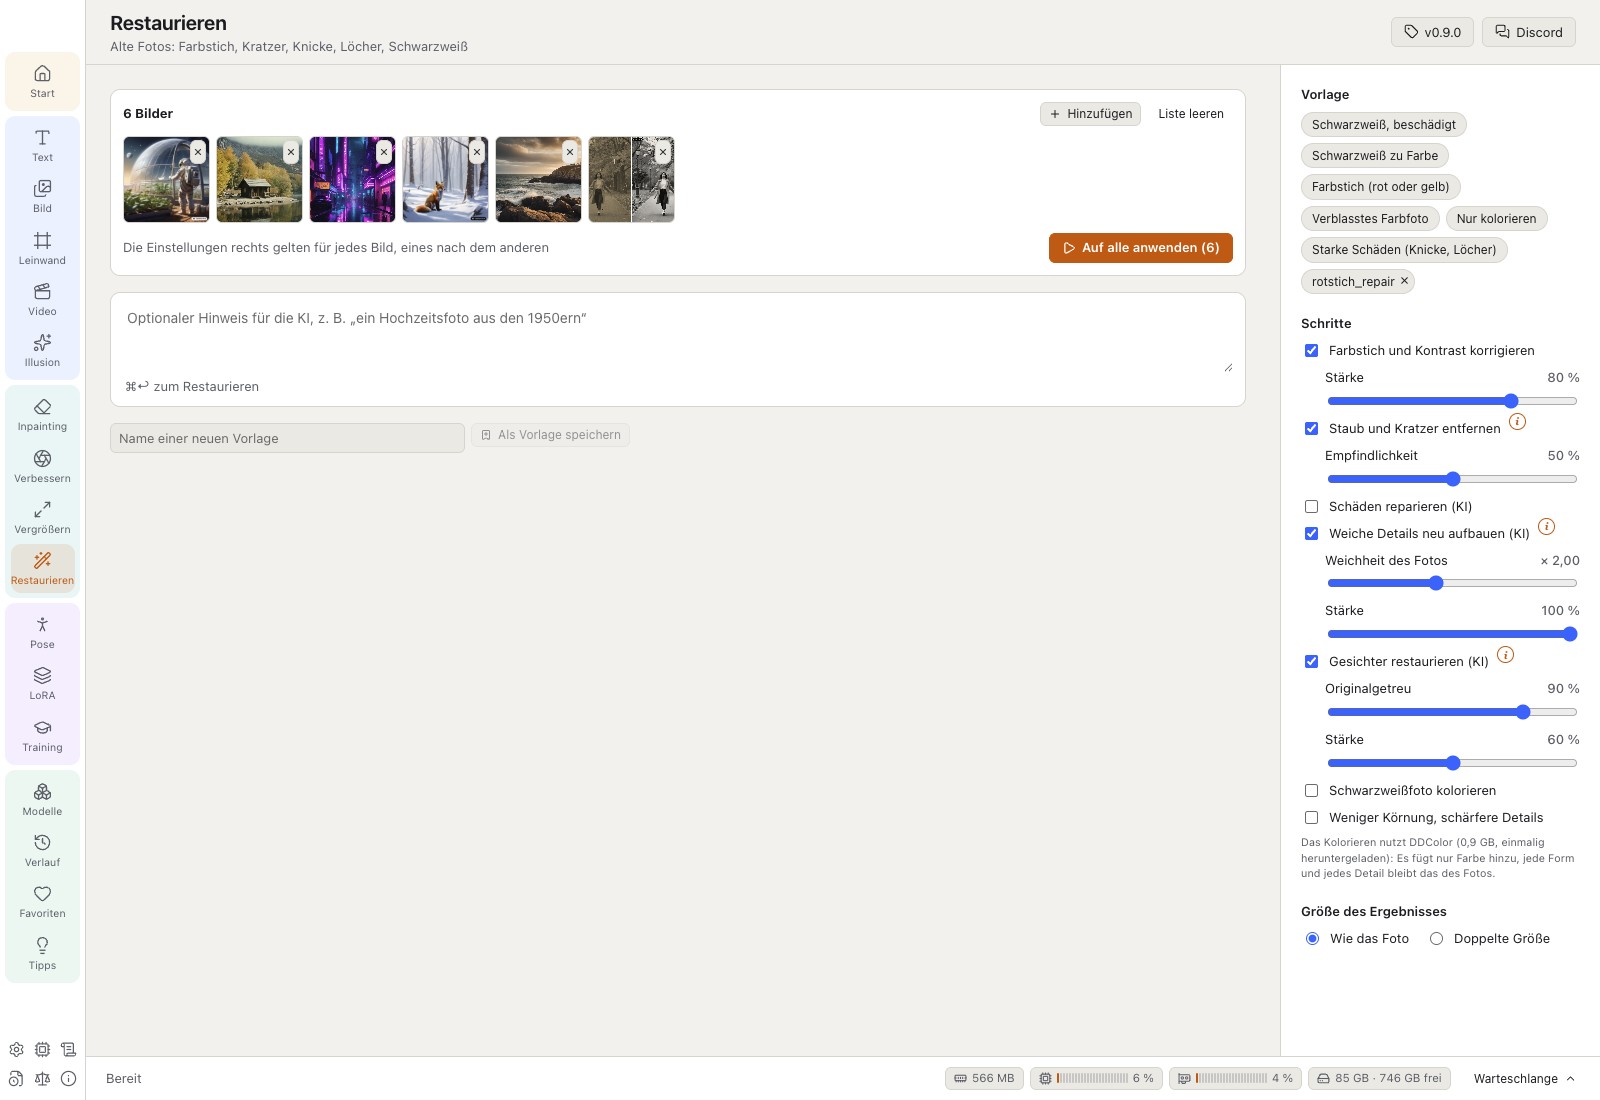 Restaurieren
Alte Fotos: Farbstich, Kratzer, Knicke, Löcher, Schwarzweiß
v0.9.0
Discord
Start
Text
Bild
Leinwand
Video
Illusion
Inpainting
Verbessern
Vergrößern
Restaurieren
Pose
LoRA
Training
Modelle
Verlauf
Favoriten
Tipps
6 Bilder
+ Hinzufügen
Liste leeren
Die Einstellungen rechts gelten für jedes Bild, eines nach dem anderen
Auf alle anwenden (6)
Optionaler Hinweis für die KI, z. B. „ein Hochzeitsfoto aus den 1950ern“
⌘↩ zum Restaurieren
Name einer neuen Vorlage
Als Vorlage speichern
Vorlage
Schwarzweiß, beschädigt
Schwarzweiß zu Farbe
Farbstich (rot oder gelb)
Verblasstes Farbfoto
Nur kolorieren
Starke Schäden (Knicke, Löcher)
rotstich_repair ✕
Schritte
Farbstich und Kontrast korrigieren
Stärke 80 %
Staub und Kratzer entfernen
Empfindlichkeit 50 %
Schäden reparieren (KI)
Weiche Details neu aufbauen (KI)
Weichheit des Fotos × 2,00
Stärke 100 %
Gesichter restaurieren (KI)
Originalgetreu 90 %
Stärke 60 %
Schwarzweißfoto kolorieren
Weniger Körnung, schärfere Details
Das Kolorieren nutzt DDColor (0,9 GB, einmalig
heruntergeladen): Es fügt nur Farbe hinzu, jede Form
und jedes Detail bleibt das des Fotos.
Größe des Ergebnisses
Wie das Foto
Doppelte Größe
Bereit
566 MB
6 %
4 %
85 GB · 746 GB frei
Warteschlange